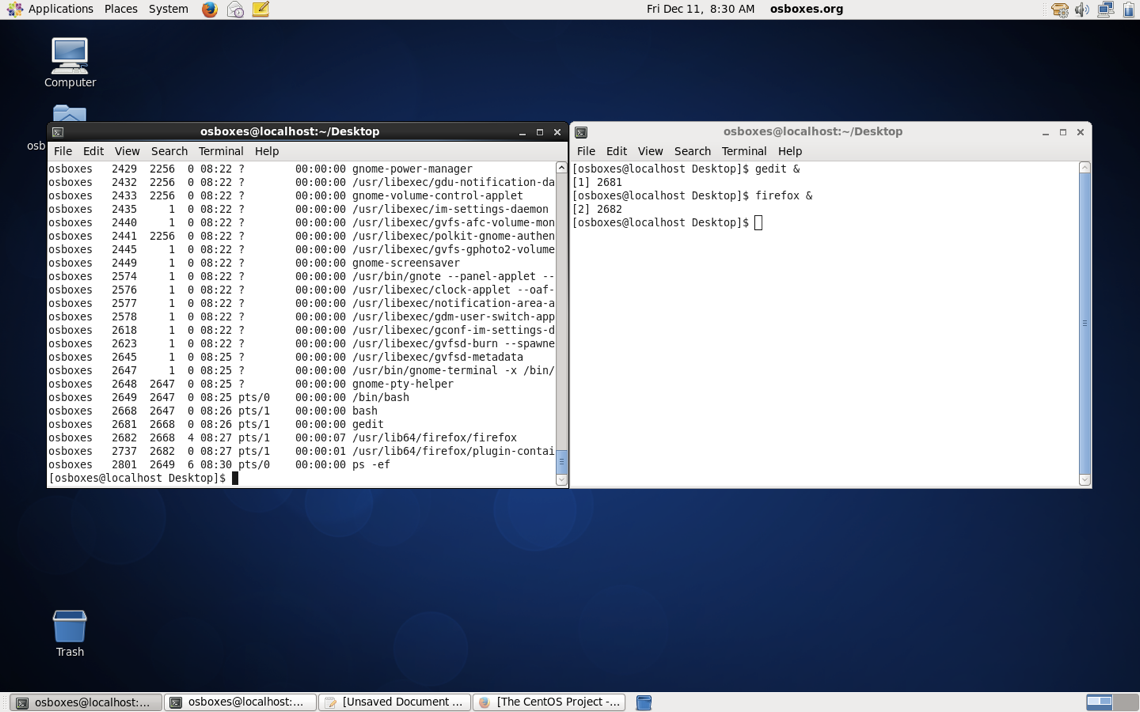 Applications Places System Fri Dec 11, 8:30 AM osboxes.org
Computer
osb
osboxes@localhost:~/Desktop
File Edit View Search Terminal Help
osboxes 2429 2256 0 08:22 ? 00:00:00 gnome-power-manager
osboxes 2432 2256 0 08:22 ? 00:00:00 /usr/libexec/gdu-notification-da
osboxes 2433 2256 0 08:22 ? 00:00:00 gnome-volume-control-applet
osboxes 2435 1 0 08:22 ? 00:00:00 /usr/libexec/im-settings-daemon
osboxes 2440 1 0 08:22 ? 00:00:00 /usr/libexec/gvfs-afc-volume-mon
osboxes 2441 2256 0 08:22 ? 00:00:00 /usr/libexec/polkit-gnome-authen
osboxes 2445 1 0 08:22 ? 00:00:00 /usr/libexec/gvfs-gphoto2-volume
osboxes 2449 1 0 08:22 ? 00:00:00 gnome-screensaver
osboxes 2574 1 0 08:22 ? 00:00:00 /usr/bin/gnote --panel-applet --
osboxes 2576 1 0 08:22 ? 00:00:00 /usr/libexec/clock-applet --oaf-
osboxes 2577 1 0 08:22 ? 00:00:00 /usr/libexec/notification-area-a
osboxes 2578 1 0 08:22 ? 00:00:00 /usr/libexec/gdm-user-switch-app
osboxes 2618 1 0 08:22 ? 00:00:00 /usr/libexec/gconf-im-settings-d
osboxes 2623 1 0 08:22 ? 00:00:00 /usr/libexec/gvfsd-burn --spawne
osboxes 2645 1 0 08:25 ? 00:00:00 /usr/libexec/gvfsd-metadata
osboxes 2647 1 0 08:25 ? 00:00:00 /usr/bin/gnome-terminal -x /bin/
osboxes 2648 2647 0 08:25 ? 00:00:00 gnome-pty-helper
osboxes 2649 2647 0 08:25 pts/0 00:00:00 /bin/bash
osboxes 2668 2647 0 08:26 pts/1 00:00:00 bash
osboxes 2681 2668 0 08:26 pts/1 00:00:00 gedit
osboxes 2682 2668 4 08:27 pts/1 00:00:07 /usr/lib64/firefox/firefox
osboxes 2737 2682 0 08:27 pts/1 00:00:01 /usr/lib64/firefox/plugin-contai
osboxes 2801 2649 6 08:30 pts/0 00:00:00 ps -ef
[osboxes@localhost Desktop]$
osboxes@localhost:~/Desktop
File Edit View Search Terminal Help
[osboxes@localhost Desktop]$ gedit &
[1] 2681
[osboxes@localhost Desktop]$ firefox &
[2] 2682
[osboxes@localhost Desktop]$
Trash
osboxes@localhost:... osboxes@localhost:... [Unsaved Document ... [The CentOS Project -...